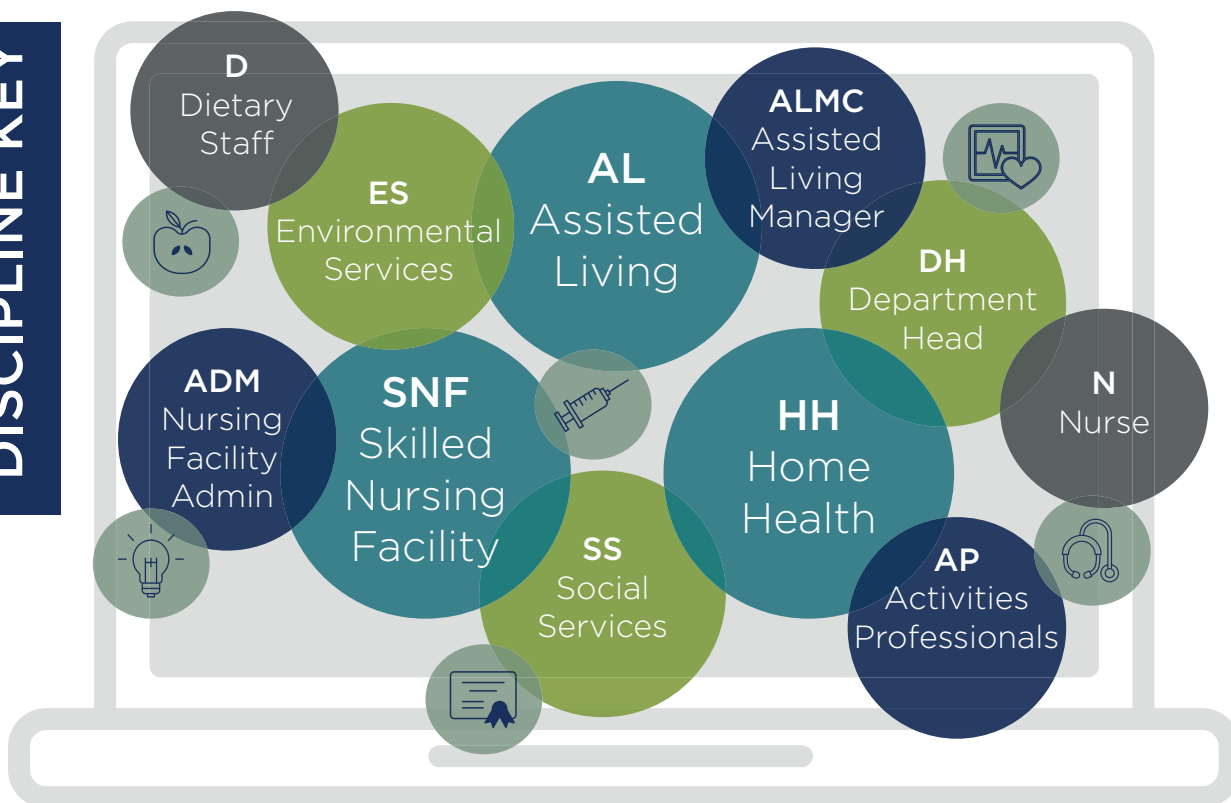 DISCIPLINE KEY
D
Dietary
Staff
ES
Environmental
Services
AL
Assisted
Living
ALMC
Assisted
Living
Manager
DH
Department
Head
N
Nurse
ADM
Nursing
Facility
Admin
SNF
Skilled
Nursing
Facility
HH
Home
Health
SS
Social
Services
AP
Activities
Professionals